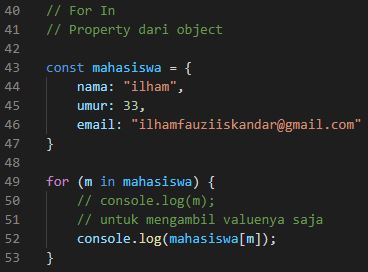 40 // For In
41 // Property dari object
42
43 const mahasiswa = {
44     nama: "ilham",
45     umur: 33,
46     email: "ilhamfauziiskandar@gmail.com"
47 }
48
49 for (m in mahasiswa) {
50     // console.log(m);
51     // untuk mengambil valuenya saja
52     console.log(mahasiswa[m]);
53 }